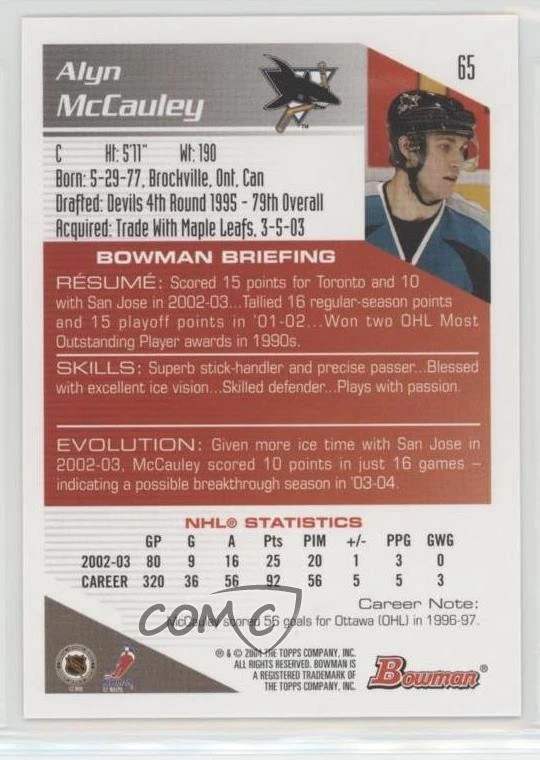 65
Alyn
McCauley
TM
C Ht: 5'11" Wt: 190
Born: 5-29-77, Brockville, Ont, Can
Drafted: Devils 4th Round 1995 - 79th Overall
Acquired: Trade With Maple Leafs, 3-5-03
BOWMAN BRIEFING
RÉSUMÉ: Scored 15 points for Toronto and 10
with San Jose in 2002-03...Tallied 16 regular-season points
and 15 playoff points in '01-02...Won two OHL Most
Outstanding Player awards in 1990s.
SKILLS: Superb stick-handler and precise passer...Blessed
with excellent ice vision...Skilled defender...Plays with passion.
EVOLUTION: Given more ice time with San Jose in
2002-03, McCauley scored 10 points in just 16 games –
indicating a possible breakthrough season in '03-04.
NHL® STATISTICS
GP G A Pts PIM +/- PPG GWG
2002-03 80 9 16 25 20 1 3 0
CAREER 320 36 56 92 56 5 5 3
Career Note:
McCauley scored 56 goals for Ottawa (OHL) in 1996-97.
COMC
® & © 2004 THE TOPPS COMPANY, INC.
ALL RIGHTS RESERVED. BOWMAN IS
A REGISTERED TRADEMARK OF
THE TOPPS COMPANY, INC.
Bowman®